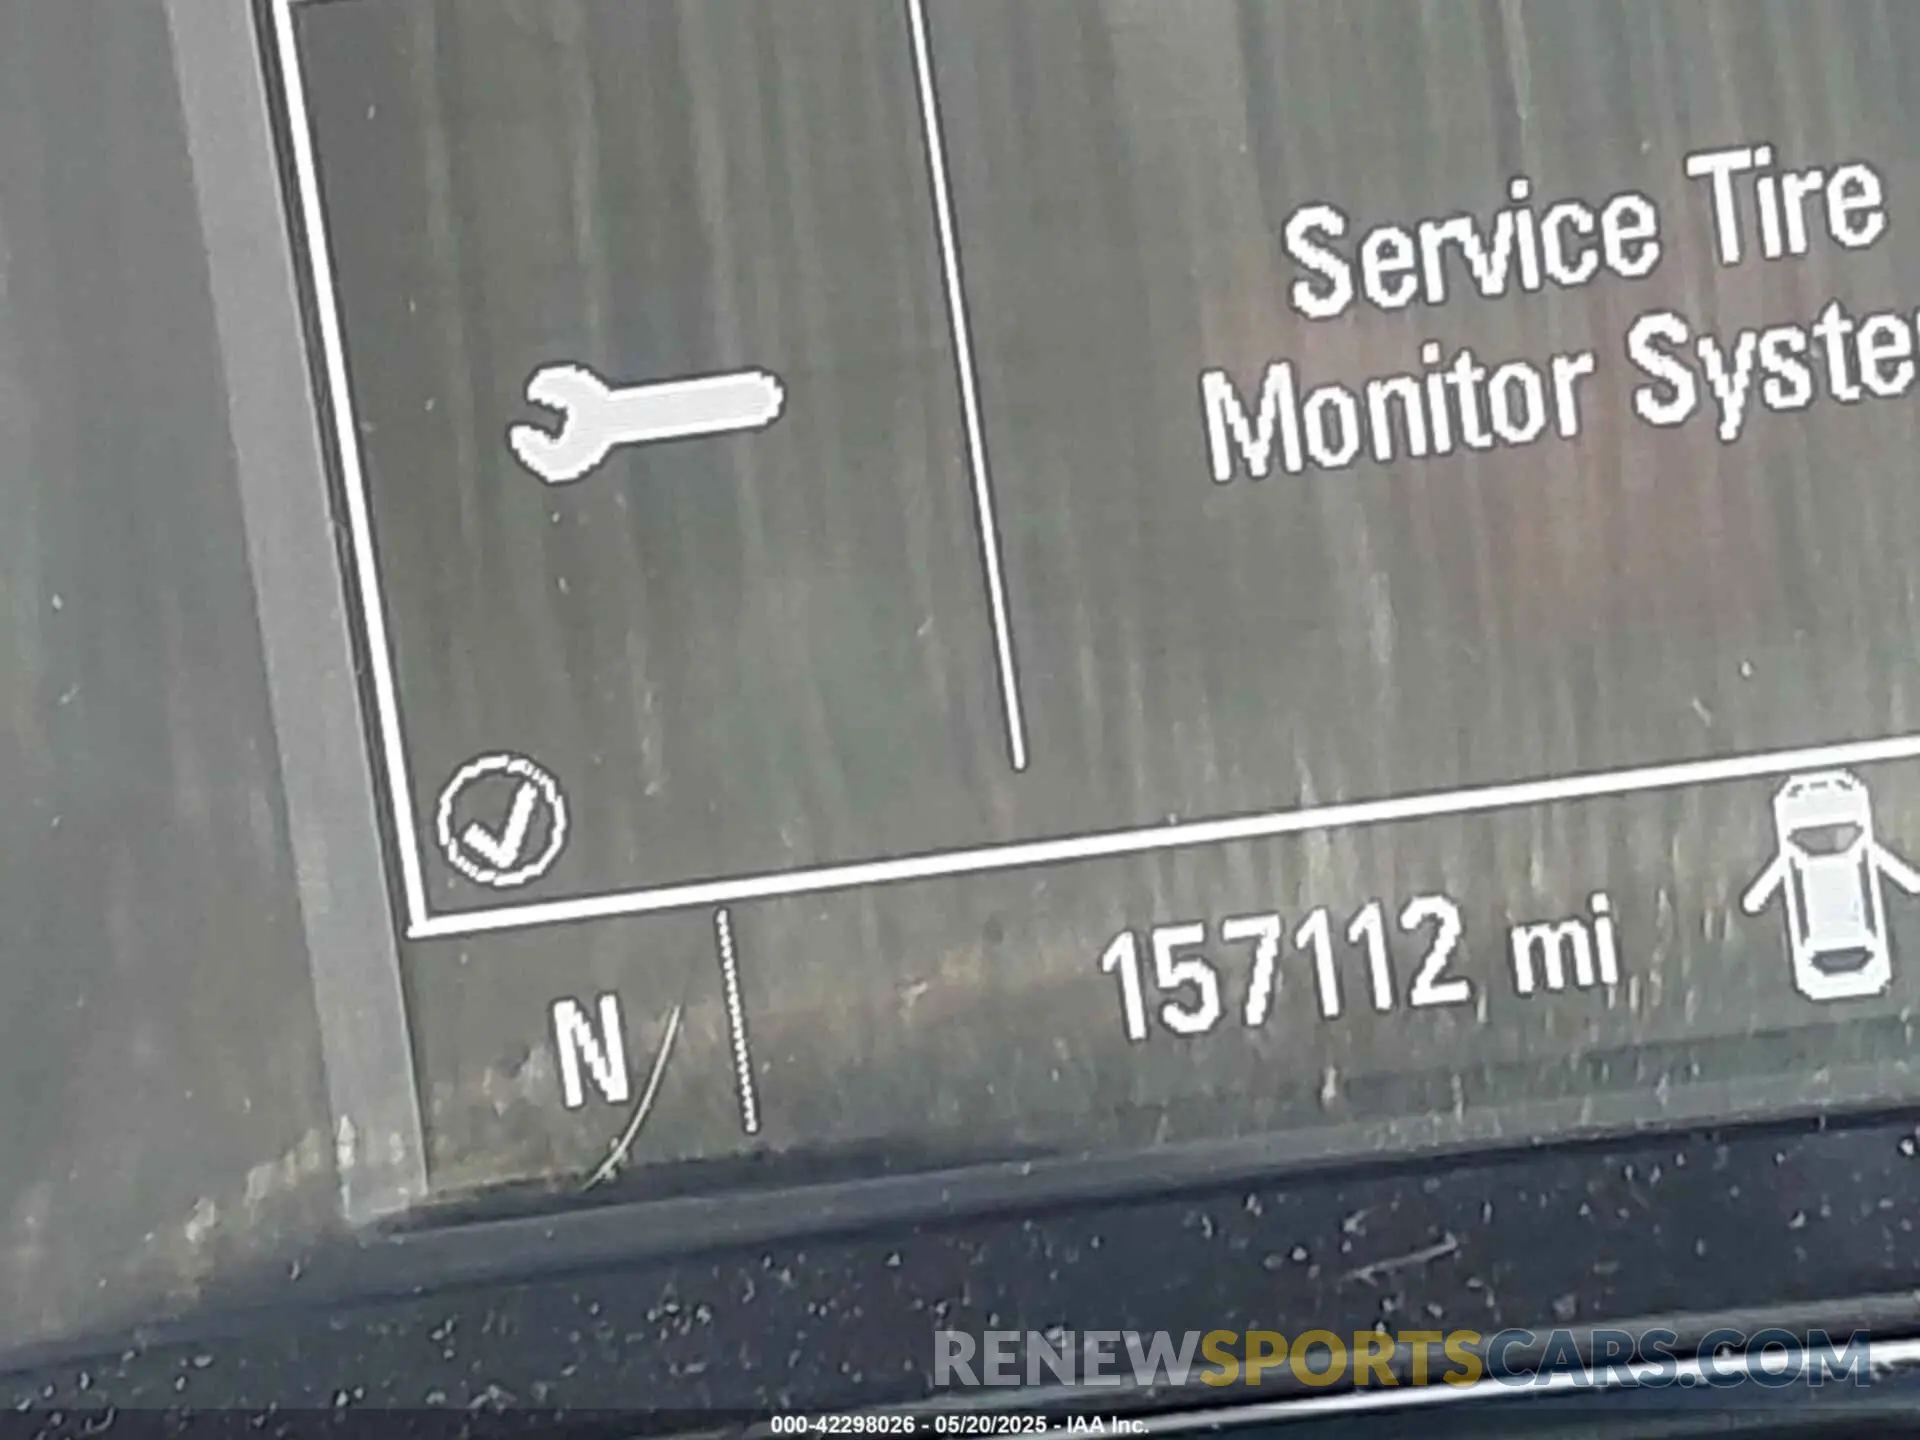 Service Tire
Monitor Syste
N
157112 mi
RENEWSPORTSCARS.COM
000-42298026 - 05/20/2025 - IAA Inc.